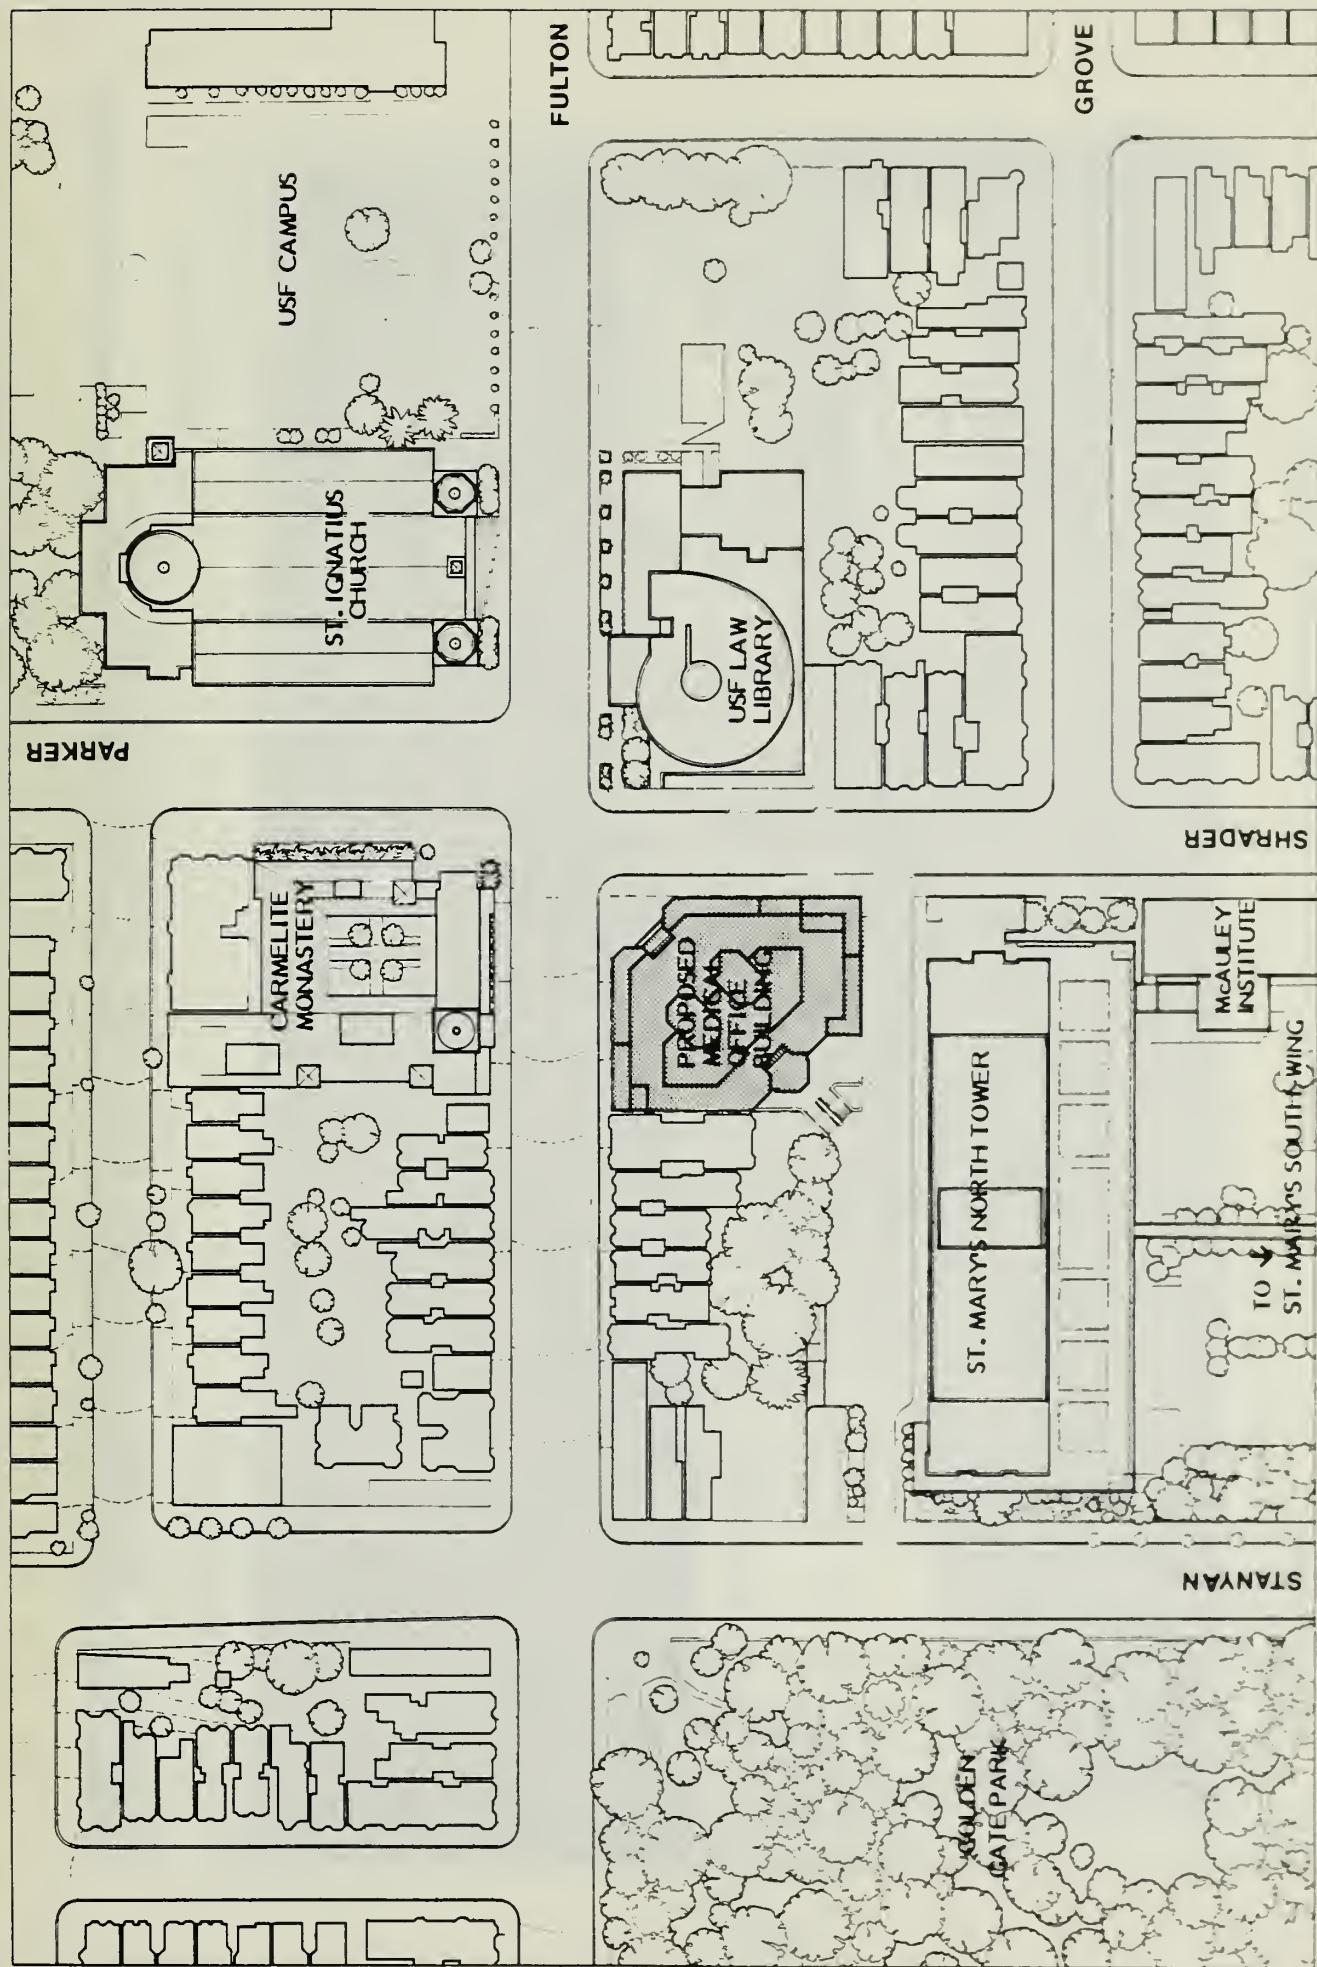 FULTON
GROVE
USF CAMPUS
ST. IGNATIUS
CHURCH
USF LAW
LIBRARY
PARKER
SHRADER
CARMELITE
MONASTERY
PROPOSED
MEDICAL
OFFICE
BUILDING
McAULEY
INSTITUTE
ST. MARY'S NORTH TOWER
TO
ST. MARY'S SOUTH WING
STANYAN
GOLDEN
GATE PARK